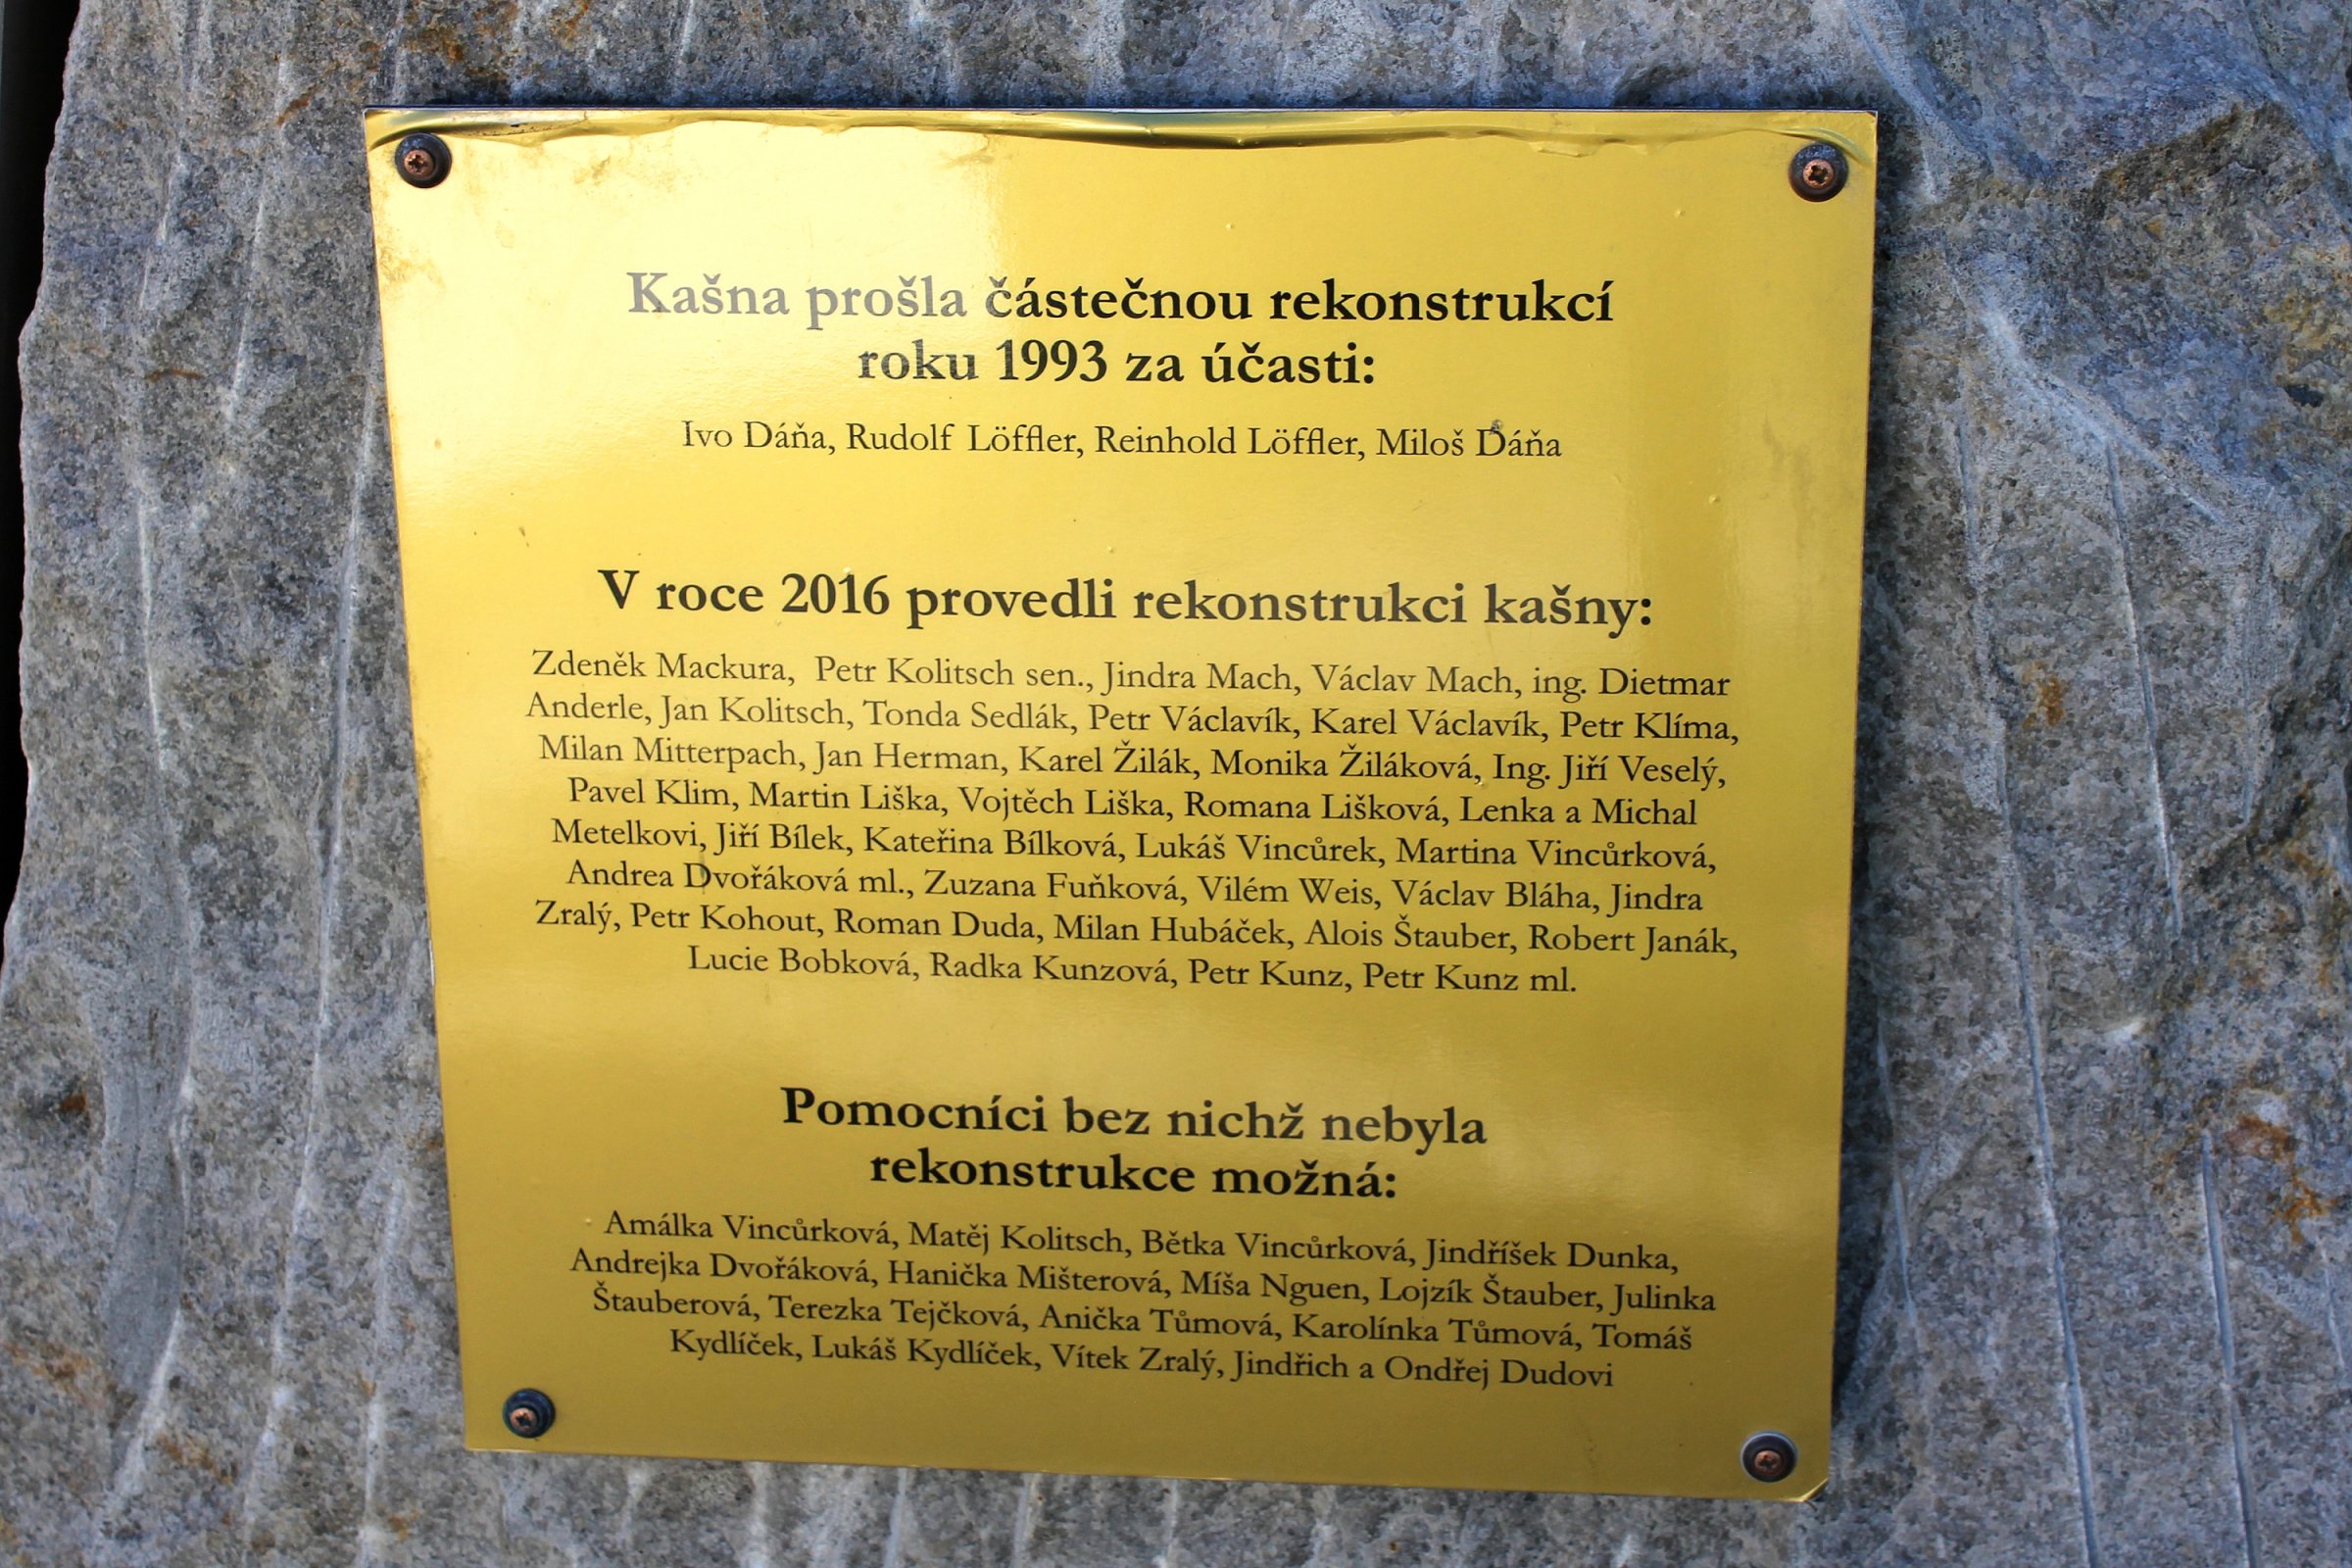 Kašna prošla částečnou rekonstrukcí
roku 1993 za účasti:
Ivo Dáňa, Rudolf Löffler, Reinhold Löffler, Miloš Dáňa
V roce 2016 provedli rekonstrukci kašny:
Zdeněk Mackura, Petr Kolitsch sen., Jindra Mach, Václav Mach, ing. Dietmar
Anderle, Jan Kolitsch, Tonda Sedlák, Petr Václavík, Karel Václavík, Petr Klíma,
Milan Mitterpach, Jan Herman, Karel Žilák, Monika Žiláková, Ing. Jiří Veselý,
Pavel Klim, Martin Liška, Vojtěch Liška, Romana Lišková, Lenka a Michal
Metelkovi, Jiří Bílek, Kateřina Bílková, Lukáš Vincůrek, Martina Vincůrková,
Andrea Dvořáková ml., Zuzana Fuňková, Vilém Weis, Václav Bláha, Jindra
Zralý, Petr Kohout, Roman Duda, Milan Hubáček, Alois Štauber, Robert Janák,
Lucie Bobková, Radka Kunzová, Petr Kunz, Petr Kunz ml.
Pomocníci bez nichž nebyla
rekonstrukce možná:
Amálka Vincůrková, Matěj Kolitsch, Bětka Vincůrková, Jindříšek Dunka,
Andrejka Dvořáková, Hanička Mišterová, Míša Nguen, Lojzík Štauber, Julinka
Štauberová, Terezka Tejčková, Anička Tůmová, Karolínka Tůmová, Tomáš
Kydlíček, Lukáš Kydlíček, Vítek Zralý, Jindřich a Ondřej Dudovi